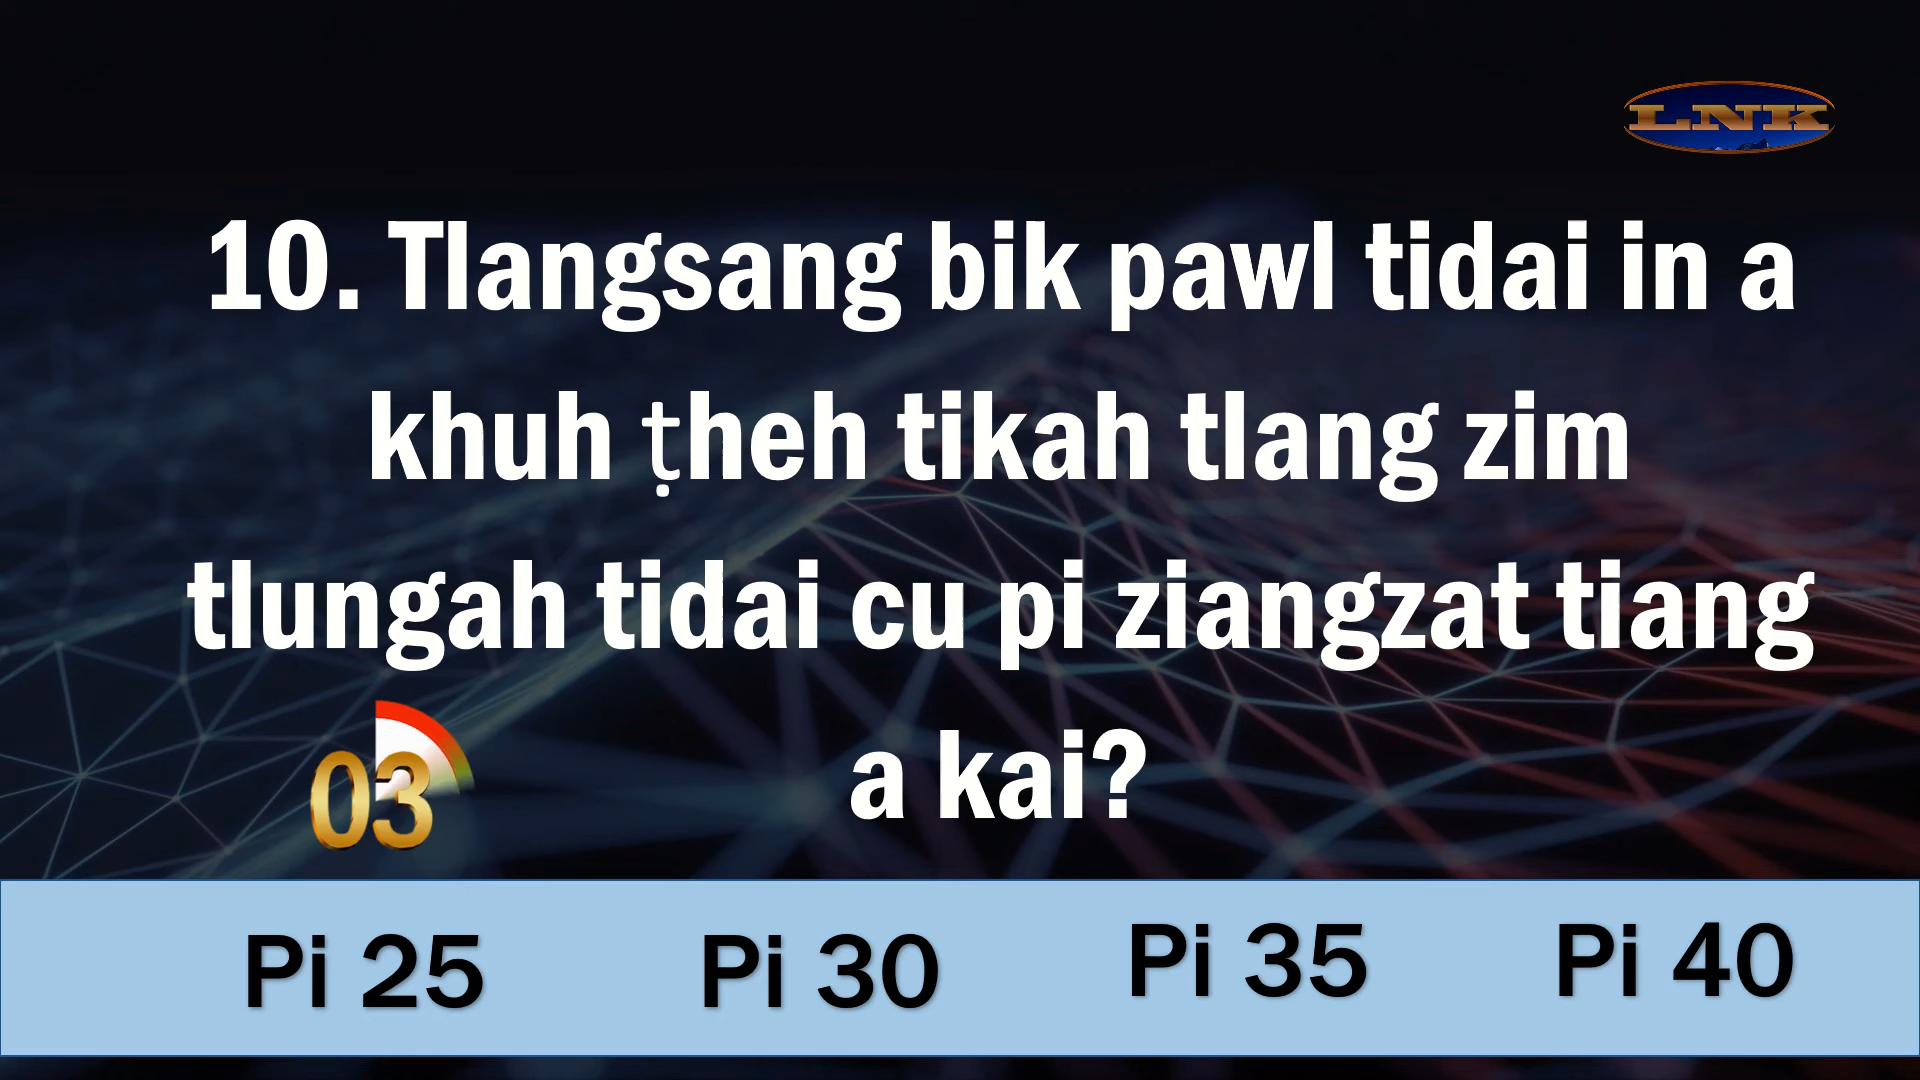 LNK
10. Tlangsang bik pawl tidai in a
khuh ṭheh tikah tlang zim
tlungah tidai cu pi ziangzat tiang
a kai?
03
Pi 25 Pi 30 Pi 35 Pi 40